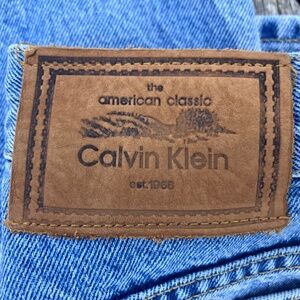 the
american classic
Calvin Klein
est.1968